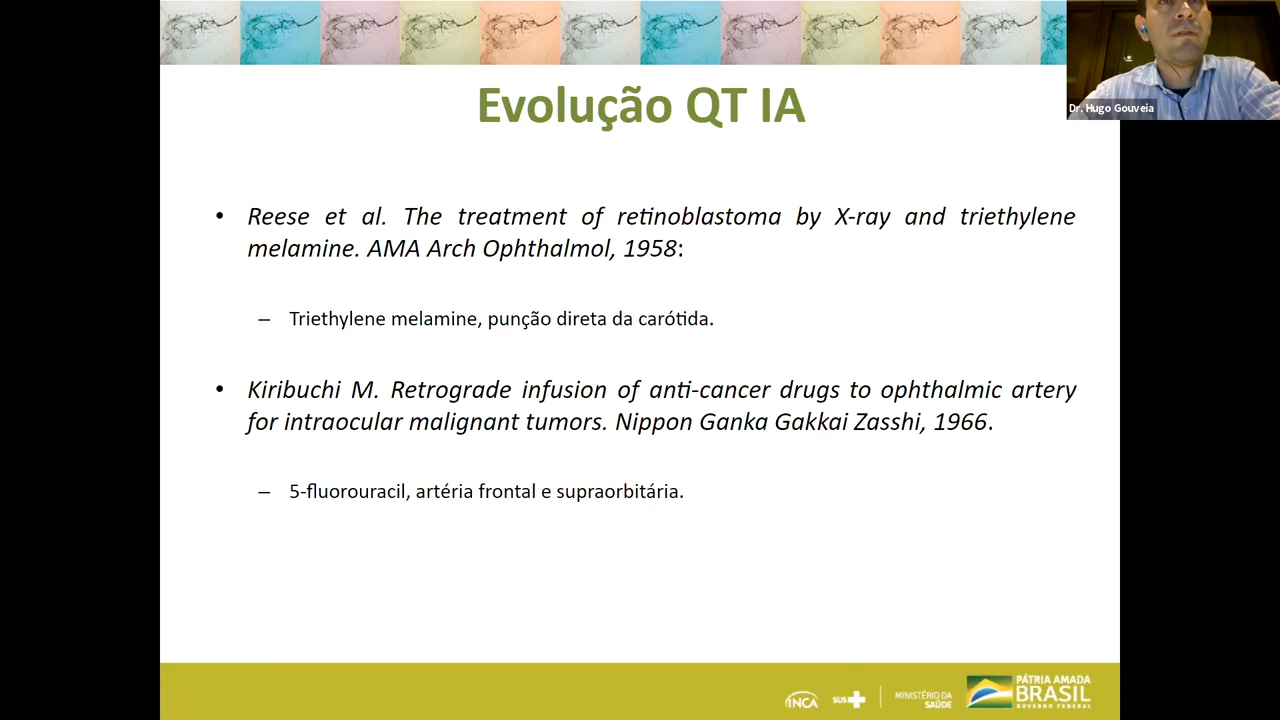 Dr. Hugo Gouveia
Evolução QT IA
• Reese et al. The treatment of retinoblastoma by X-ray and triethylene
melamine. AMA Arch Ophthalmol, 1958:
– Triethylene melamine, punção direta da carótida.
• Kiribuchi M. Retrograde infusion of anti-cancer drugs to ophthalmic artery
for intraocular malignant tumors. Nippon Ganka Gakkai Zasshi, 1966.
– 5-fluorouracil, artéria frontal e supraorbitária.
INCA
SUS
MINISTÉRIO DA
SAÚDE
PÁTRIA AMADA
BRASIL
GOVERNO FEDERAL